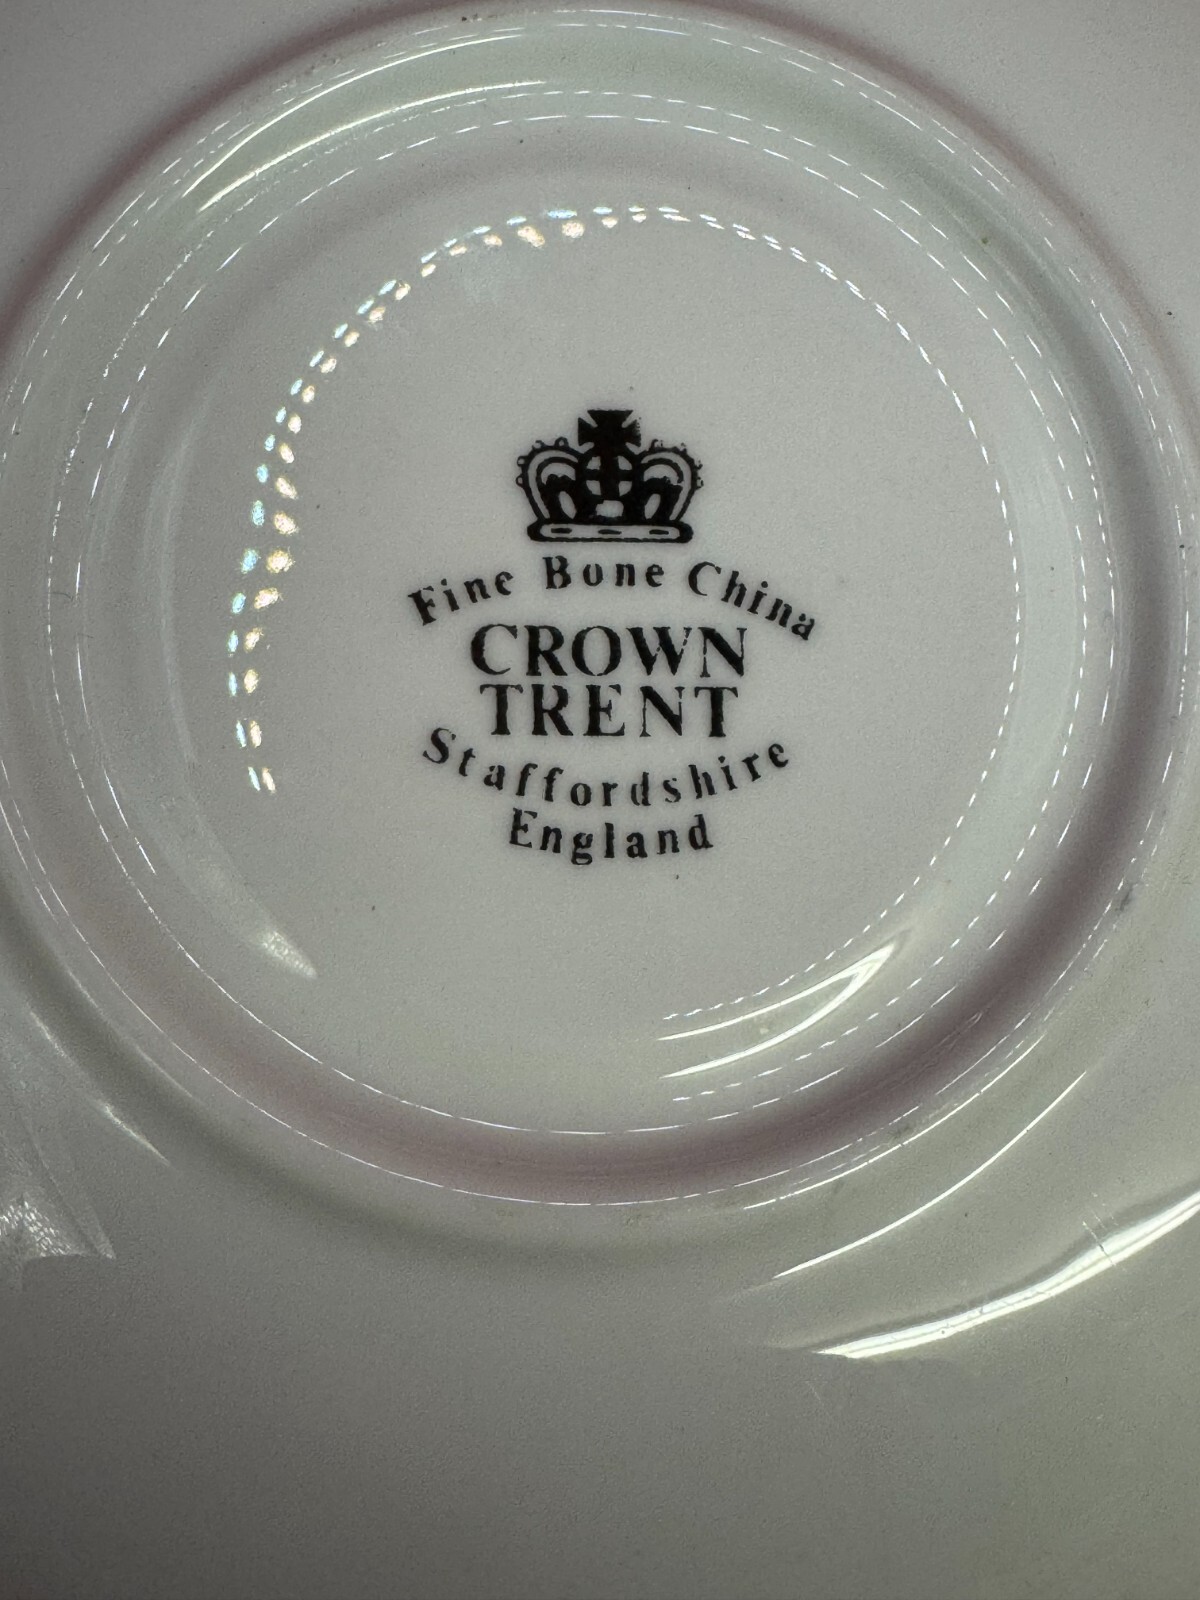 Fine Bone China
CROWN
TRENT
Staffordshire
England